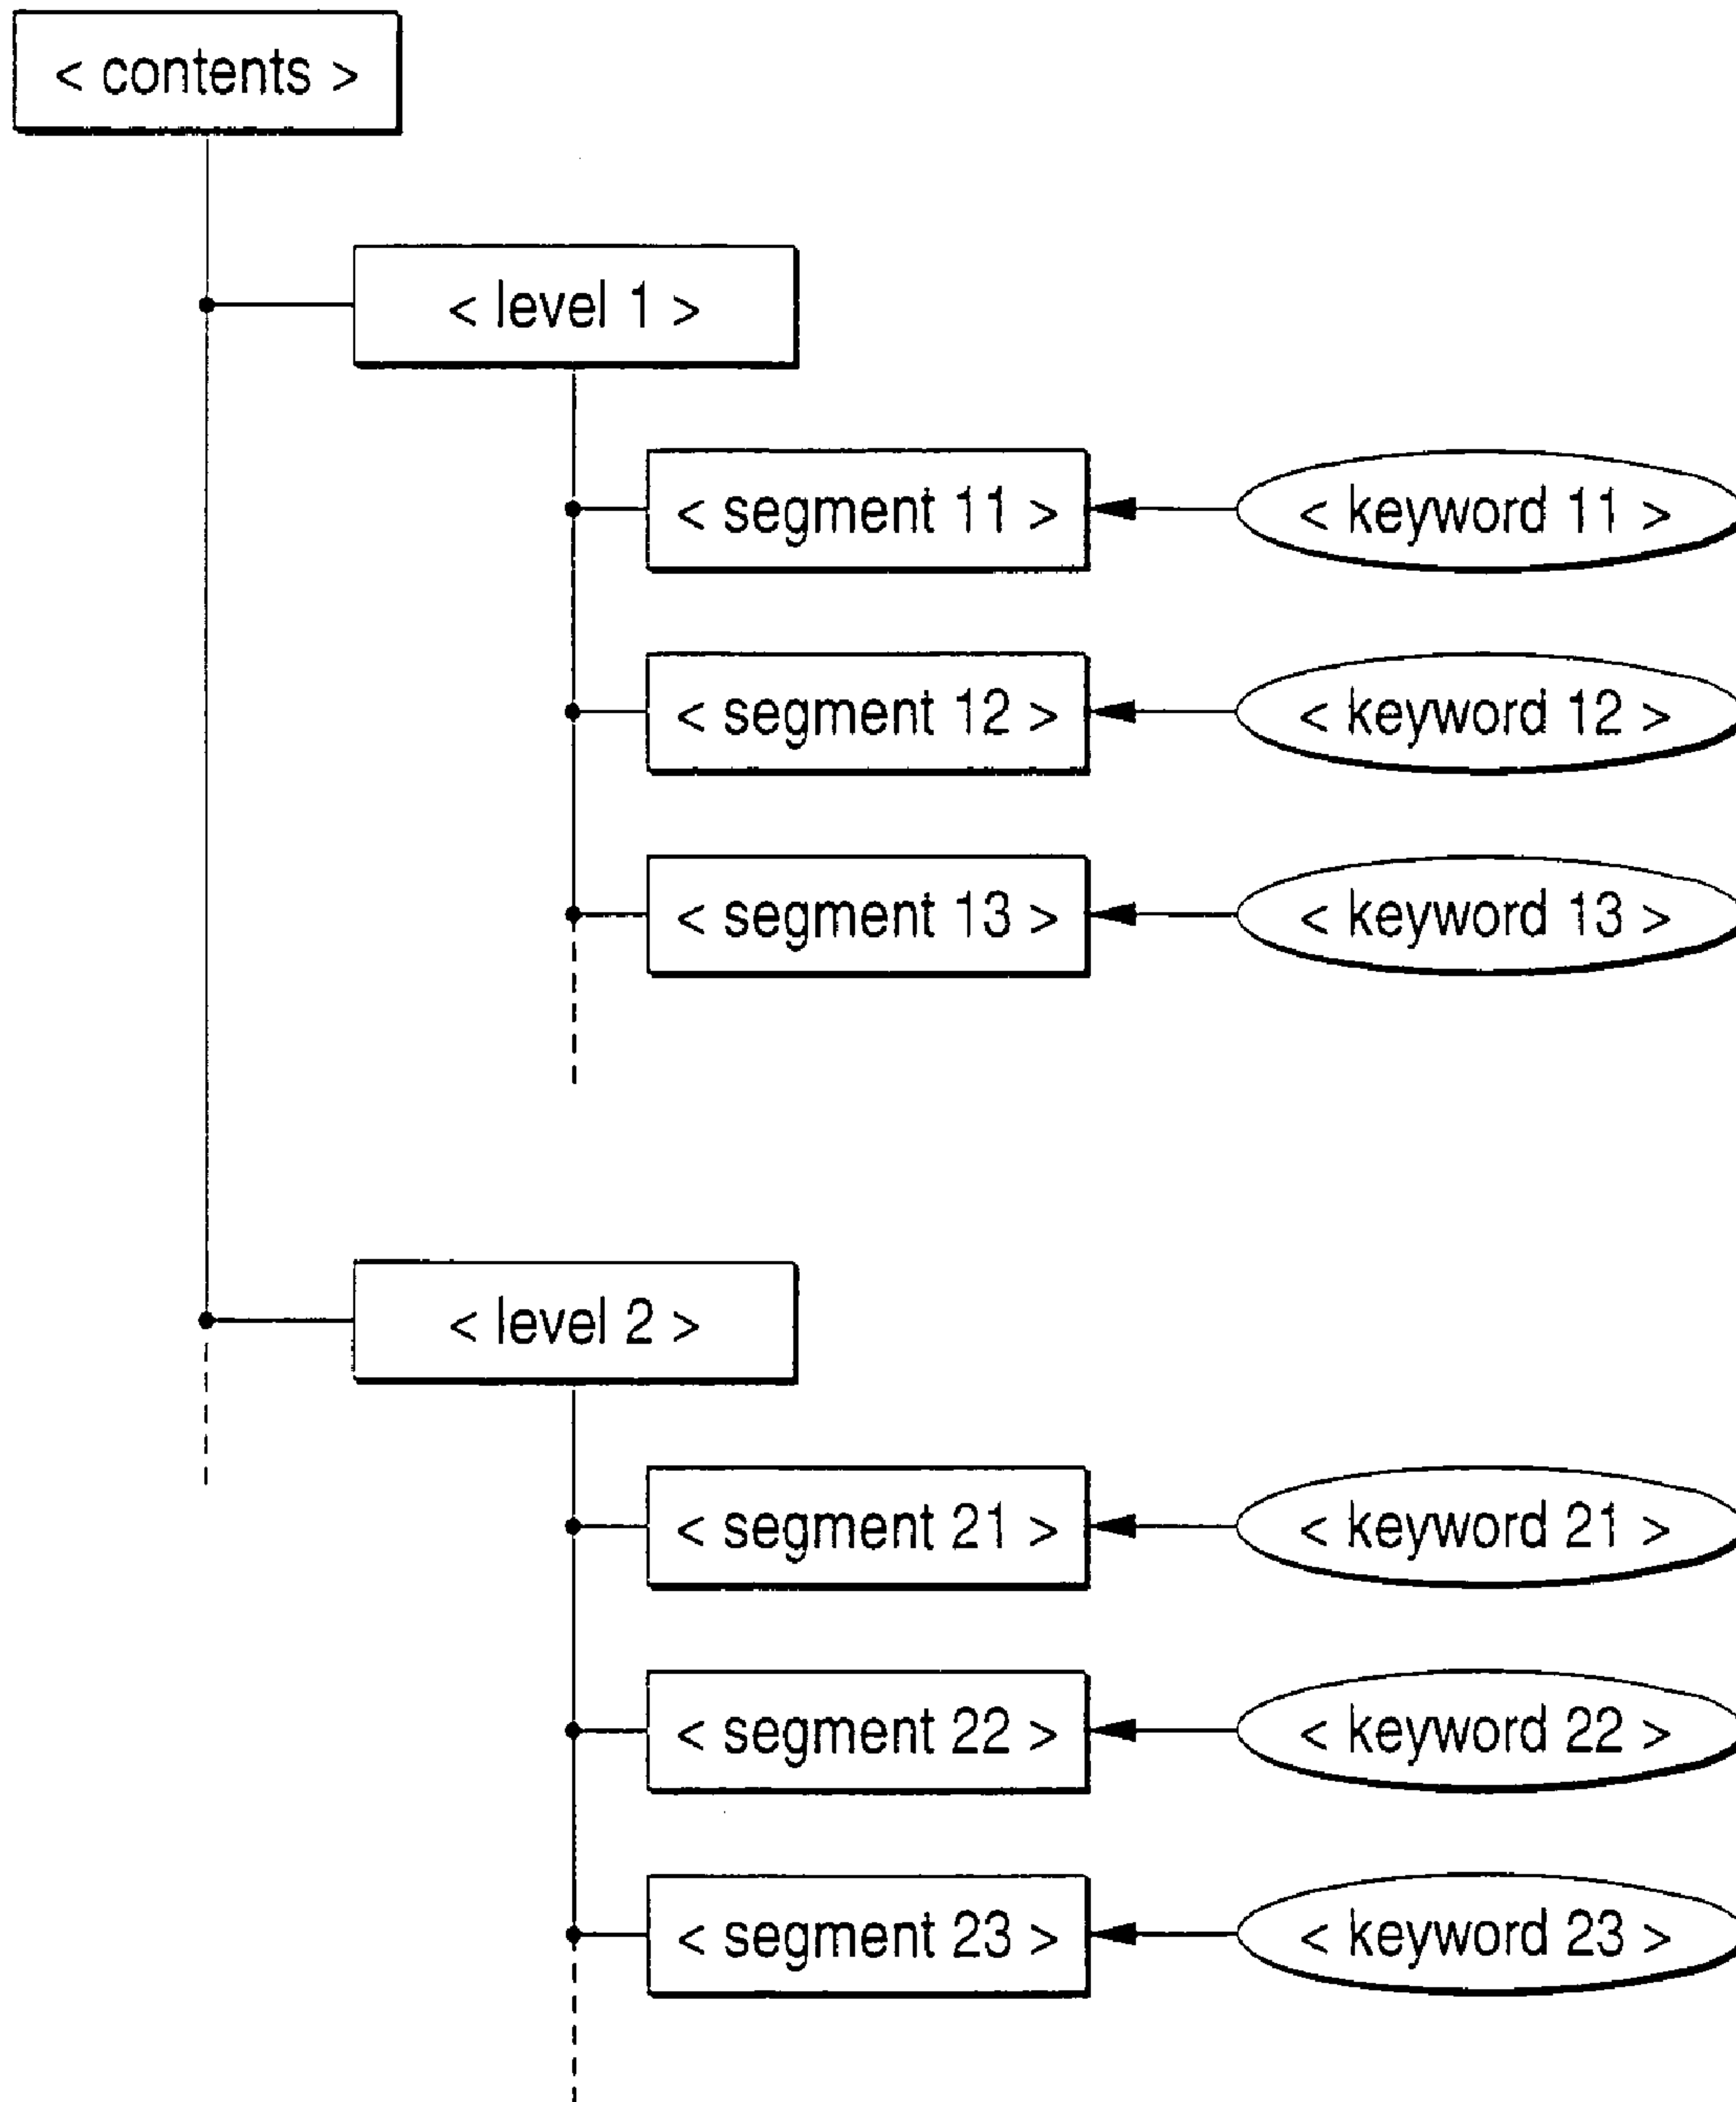 < contents >
< level 1 >
< segment 11 > < keyword 11 >
< segment 12 > < keyword 12 >
< segment 13 > < keyword 13 >
< level 2 >
< segment 21 > < keyword 21 >
< segment 22 > < keyword 22 >
< segment 23 > < keyword 23 >